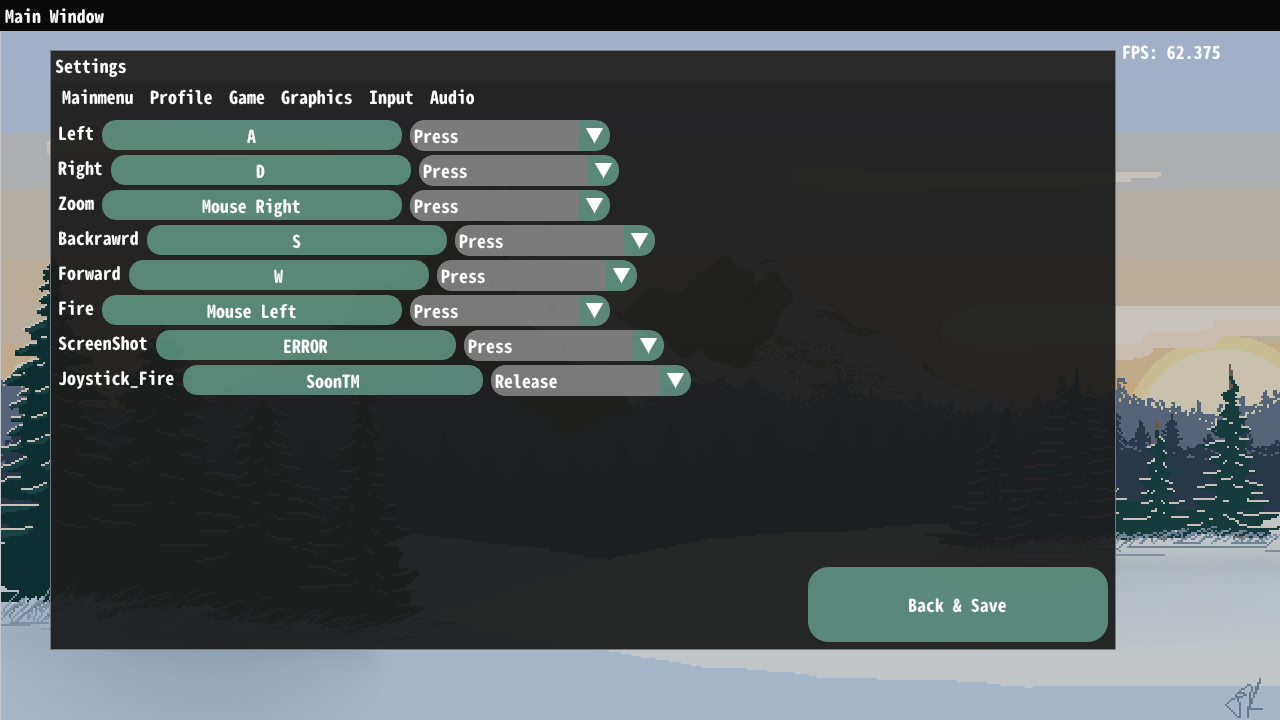 Main Window
FPS: 62.375
Settings
Mainmenu Profile Game Graphics Input Audio
Left A Press
Right D Press
Zoom Mouse Right Press
Backrawrd S Press
Forward W Press
Fire Mouse Left Press
ScreenShot ERROR Press
Joystick_Fire SoonTM Release
Back & Save